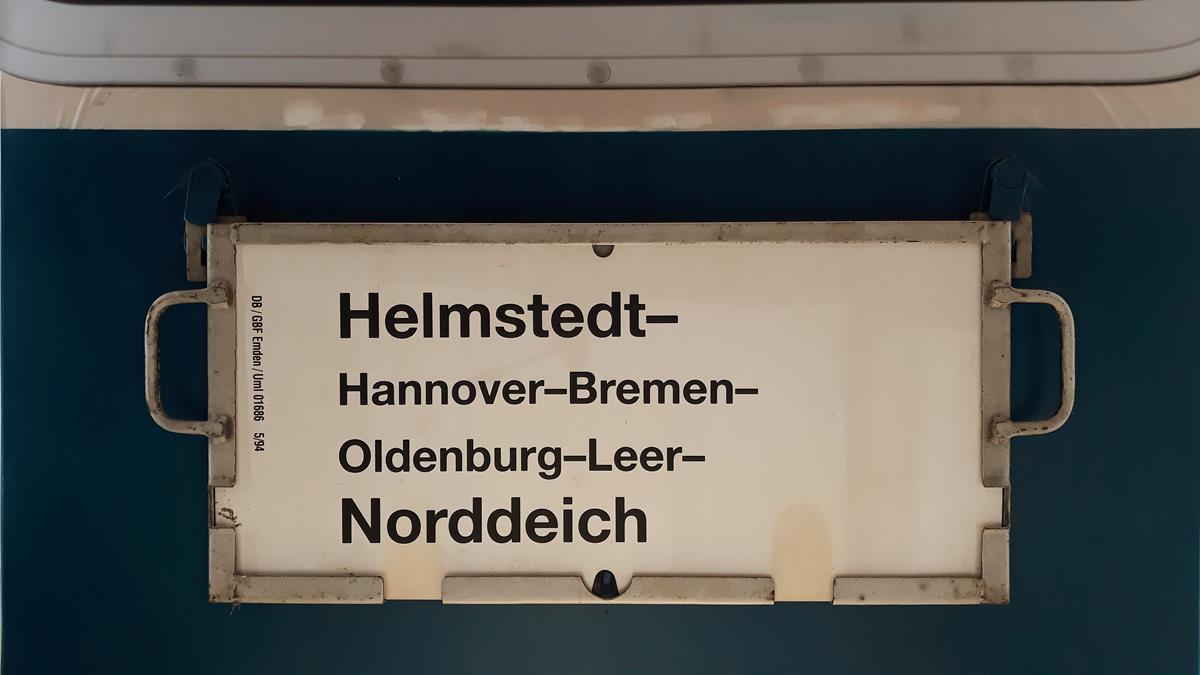 DB / GBF Emden / Uml 01686 5/94
Helmstedt–
Hannover–Bremen–
Oldenburg–Leer–
Norddeich